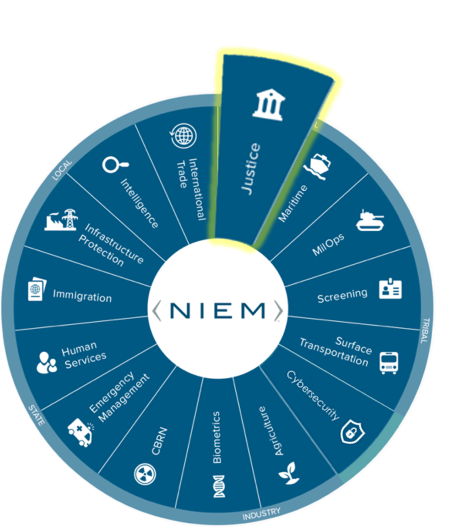 Justice
Maritime
MilOps
Screening
Surface
Transportation
Cybersecurity
Agriculture
Biometrics
CBRN
Emergency
Management
Human
Services
Immigration
Infrastructure
Protection
Intelligence
International
Trade
NIEM
LOCAL
TRIBAL
INDUSTRY
STATE